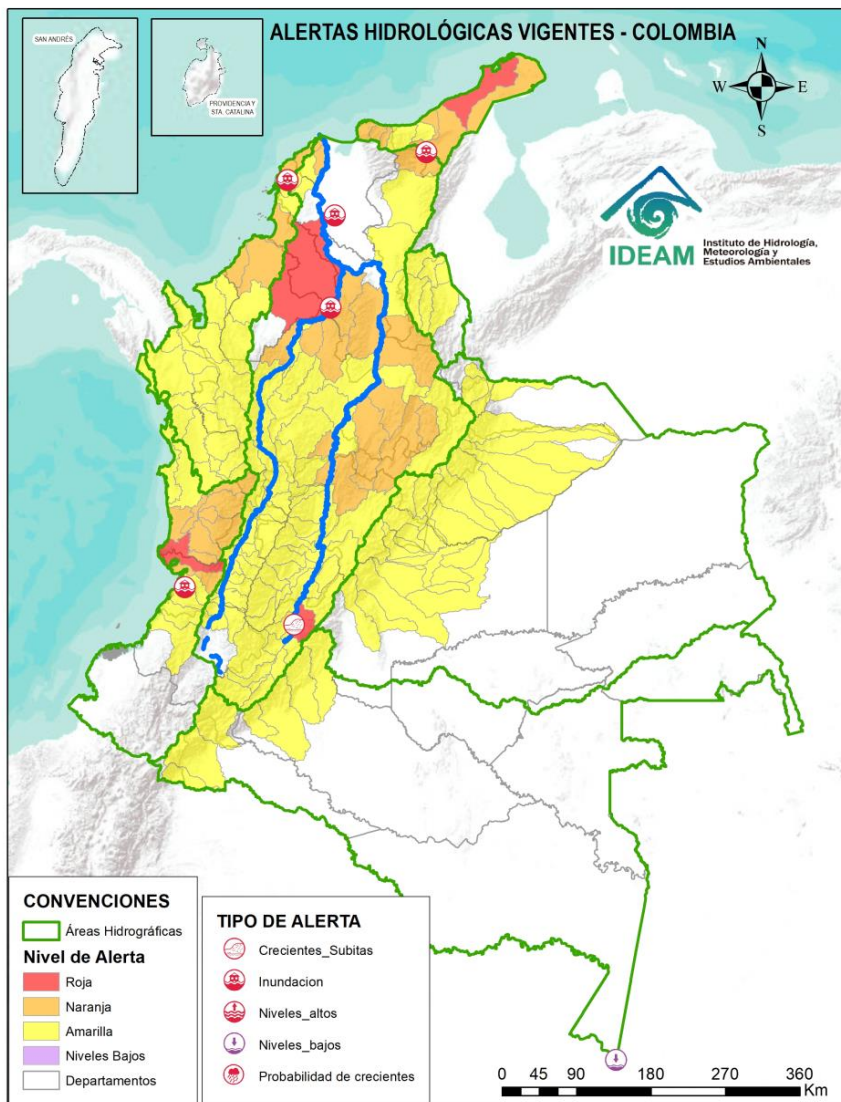 ALERTAS HIDROLÓGICAS VIGENTES - COLOMBIA
SAN ANDRÉS
PROVIDENCIA Y
STA. CATALINA
N
W
E
S
IDEAM
Instituto de Hidrología,
Meteorología y
Estudios Ambientales
CONVENCIONES
Áreas Hidrográficas
Nivel de Alerta
Roja
Naranja
Amarilla
Niveles Bajos
Departamentos
TIPO DE ALERTA
Crecientes_Subitas
Inundacion
Niveles_altos
Niveles_bajos
Probabilidad de crecientes
0 45 90 180 270 360
Km